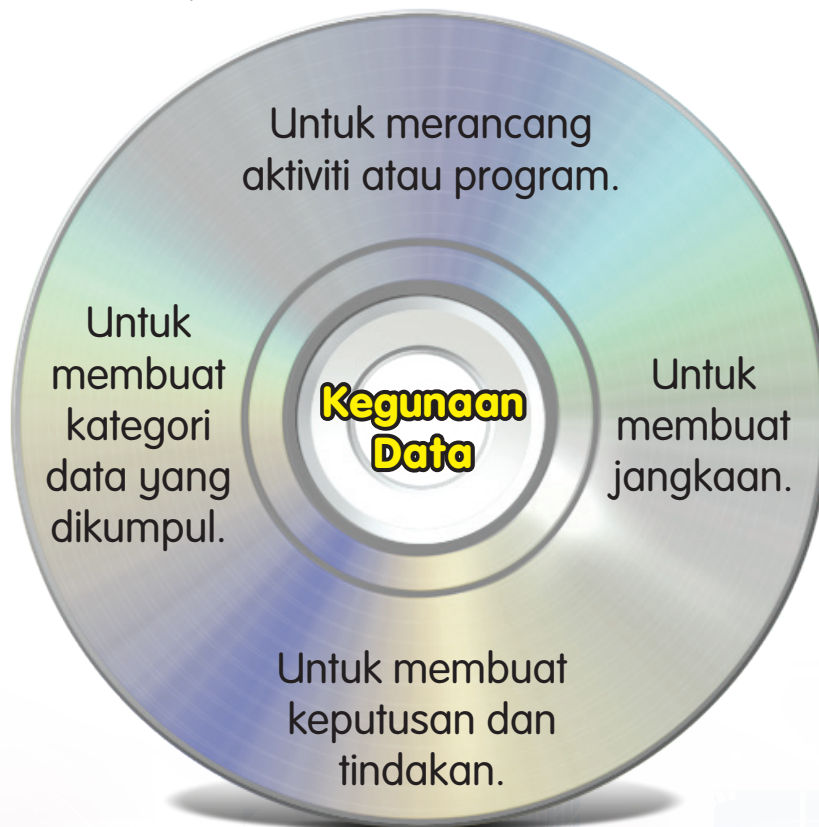 Untuk merancang
aktiviti atau program.
Untuk
membuat
kategori
data yang
dikumpul.
Kegunaan
Data
Untuk
membuat
jangkaan.
Untuk membuat
keputusan dan
tindakan.